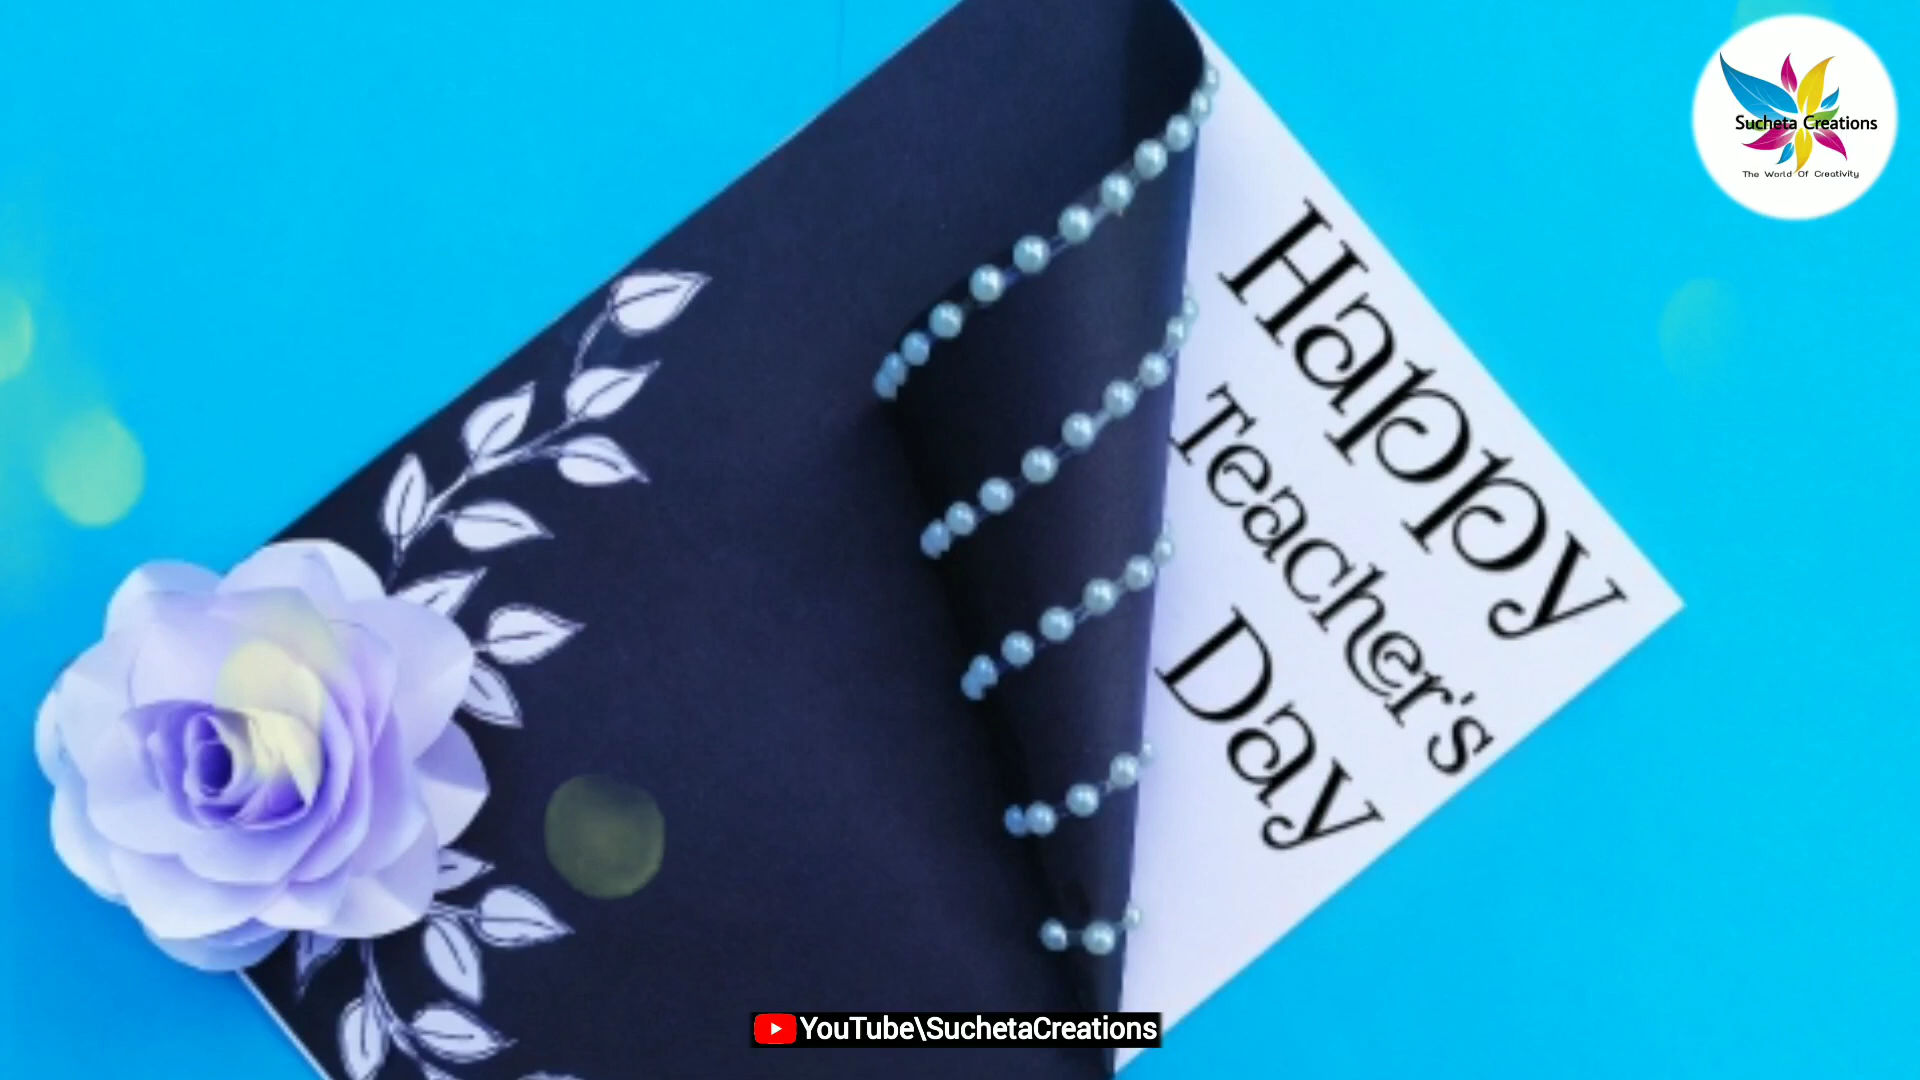 Sucheta Creations
The World Of Creativity
Happy
Teacher's
Day
YouTube\SuchetaCreations